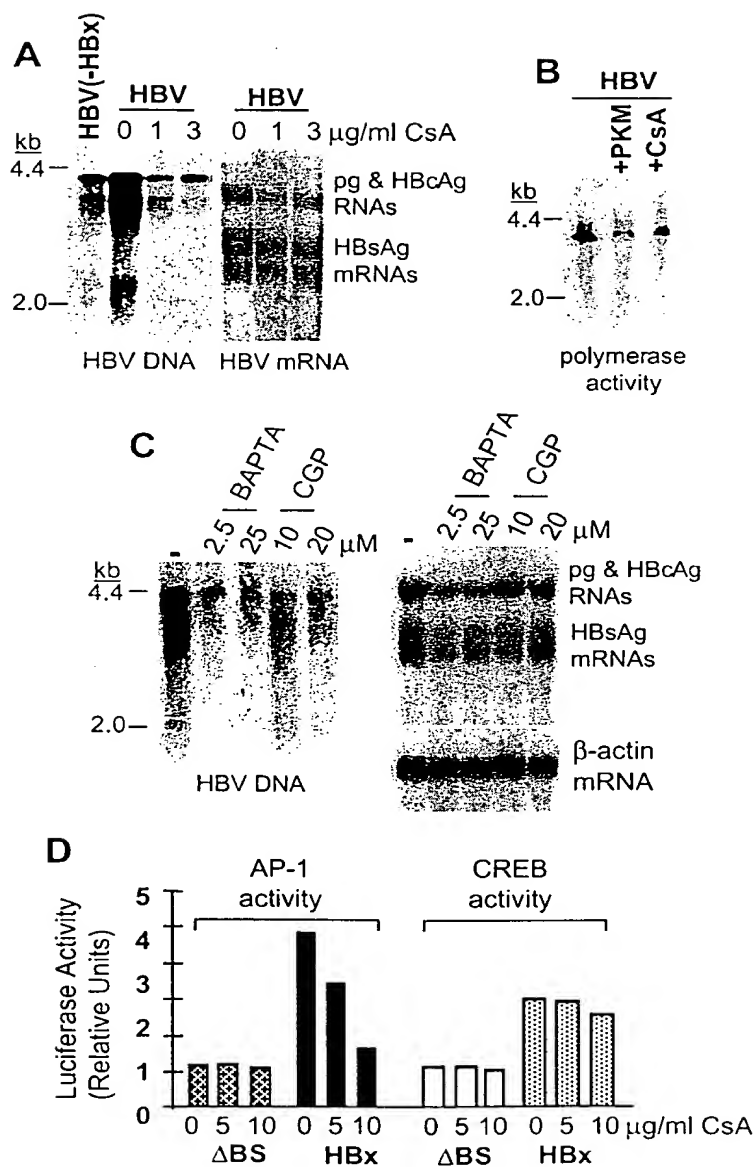 A
HBV(-HBx)
HBV
0 1 3
HBV
0 1 3 μg/ml CsA
kb
4.4
2.0
pg & HBcAg
RNAs
HBsAg
mRNAs
HBV DNA
HBV mRNA
B
HBV
+PKM
+CsA
kb
4.4
2.0
polymerase
activity
C
BAPTA
CGP
- 2.5 25 10 20 μM
kb
4.4
2.0
HBV DNA
BAPTA
CGP
- 2.5 25 10 20 μM
pg & HBcAg
RNAs
HBsAg
mRNAs
β-actin
mRNA
D
AP-1
activity
CREB
activity
Luciferase Activity
(Relative Units)
5
4
3
2
1
0
0 5 10 0 5 10 0 5 10 0 5 10 μg/ml CsA
ΔBS HBx ΔBS HBx